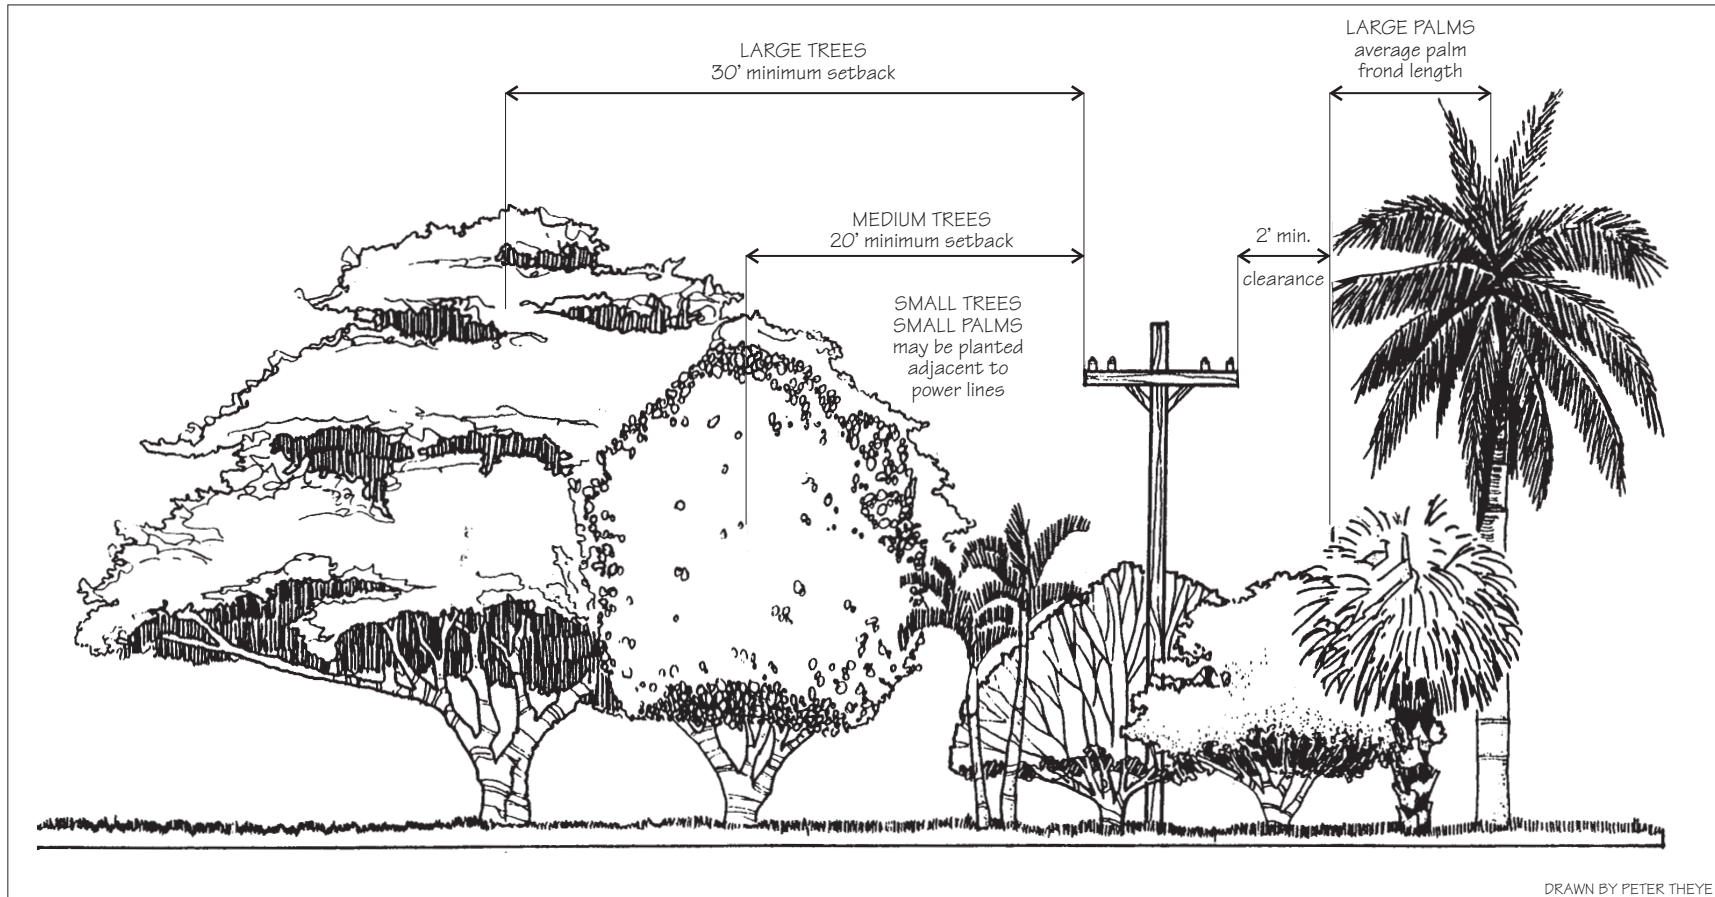 LARGE TREES
30' minimum setback
LARGE PALMS
average palm
frond length
MEDIUM TREES
20' minimum setback
2' min.
clearance
SMALL TREES
SMALL PALMS
may be planted
adjacent to
power lines
DRAWN BY PETER THEYE